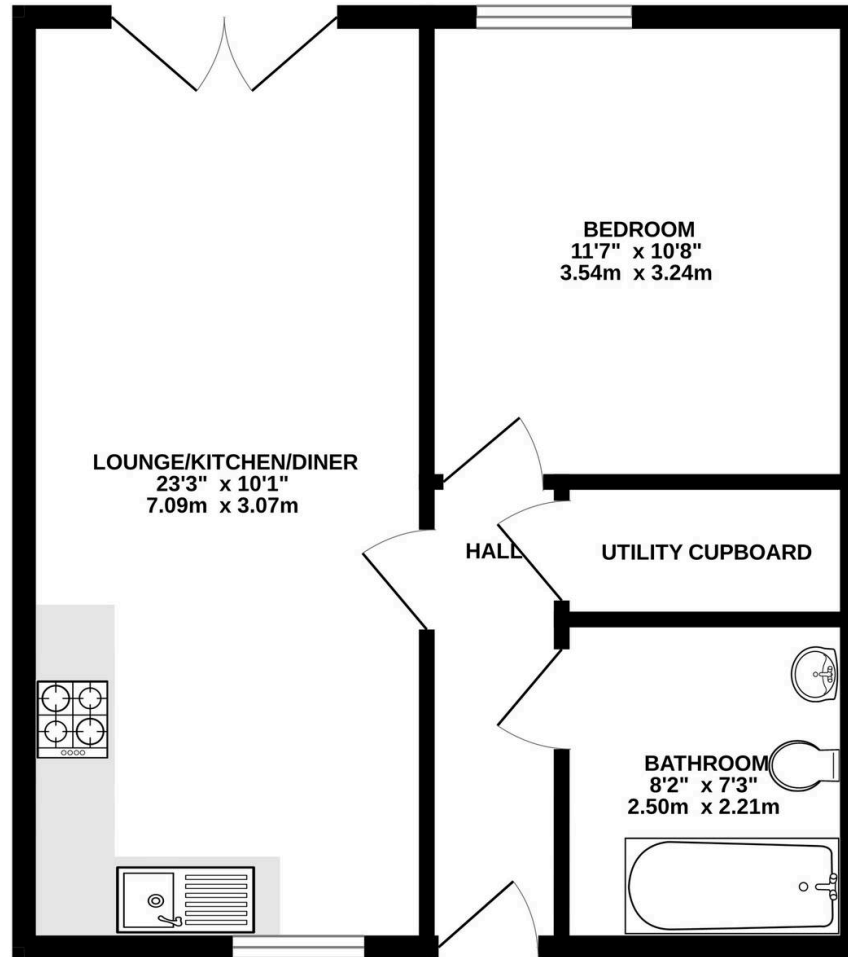 BEDROOM
11'7" x 10'8"
3.54m x 3.24m
LOUNGE/KITCHEN/DINER
23'3" x 10'1"
7.09m x 3.07m
HALL
UTILITY CUPBOARD
BATHROOM
8'2" x 7'3"
2.50m x 2.21m